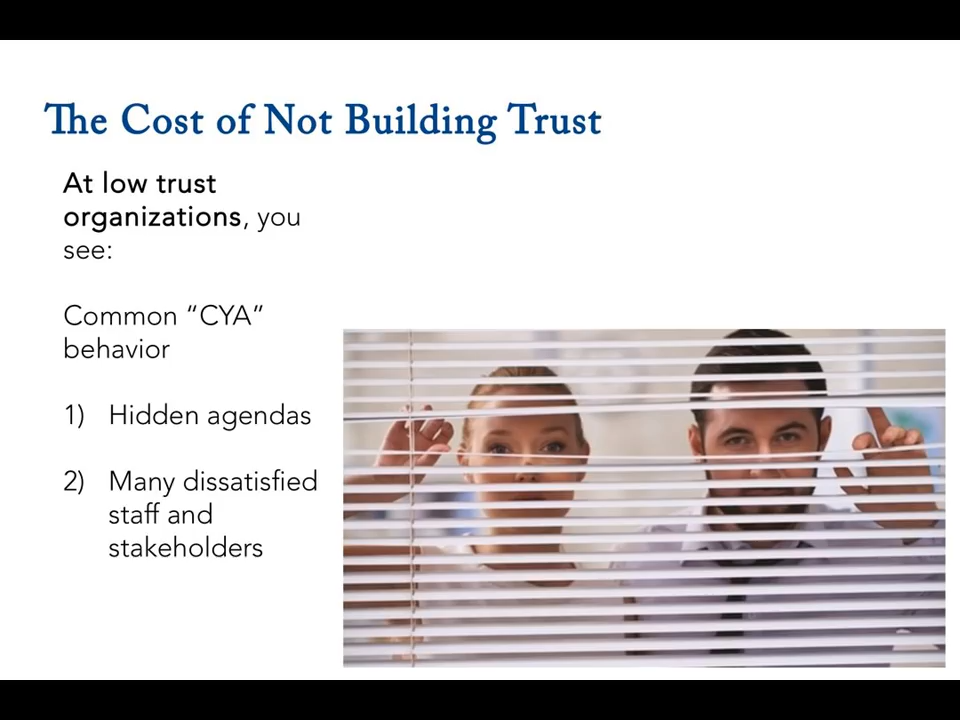 The Cost of Not Building Trust
At low trust
organizations, you
see:
Common “CYA”
behavior
1) Hidden agendas
2) Many dissatisfied
staff and
stakeholders